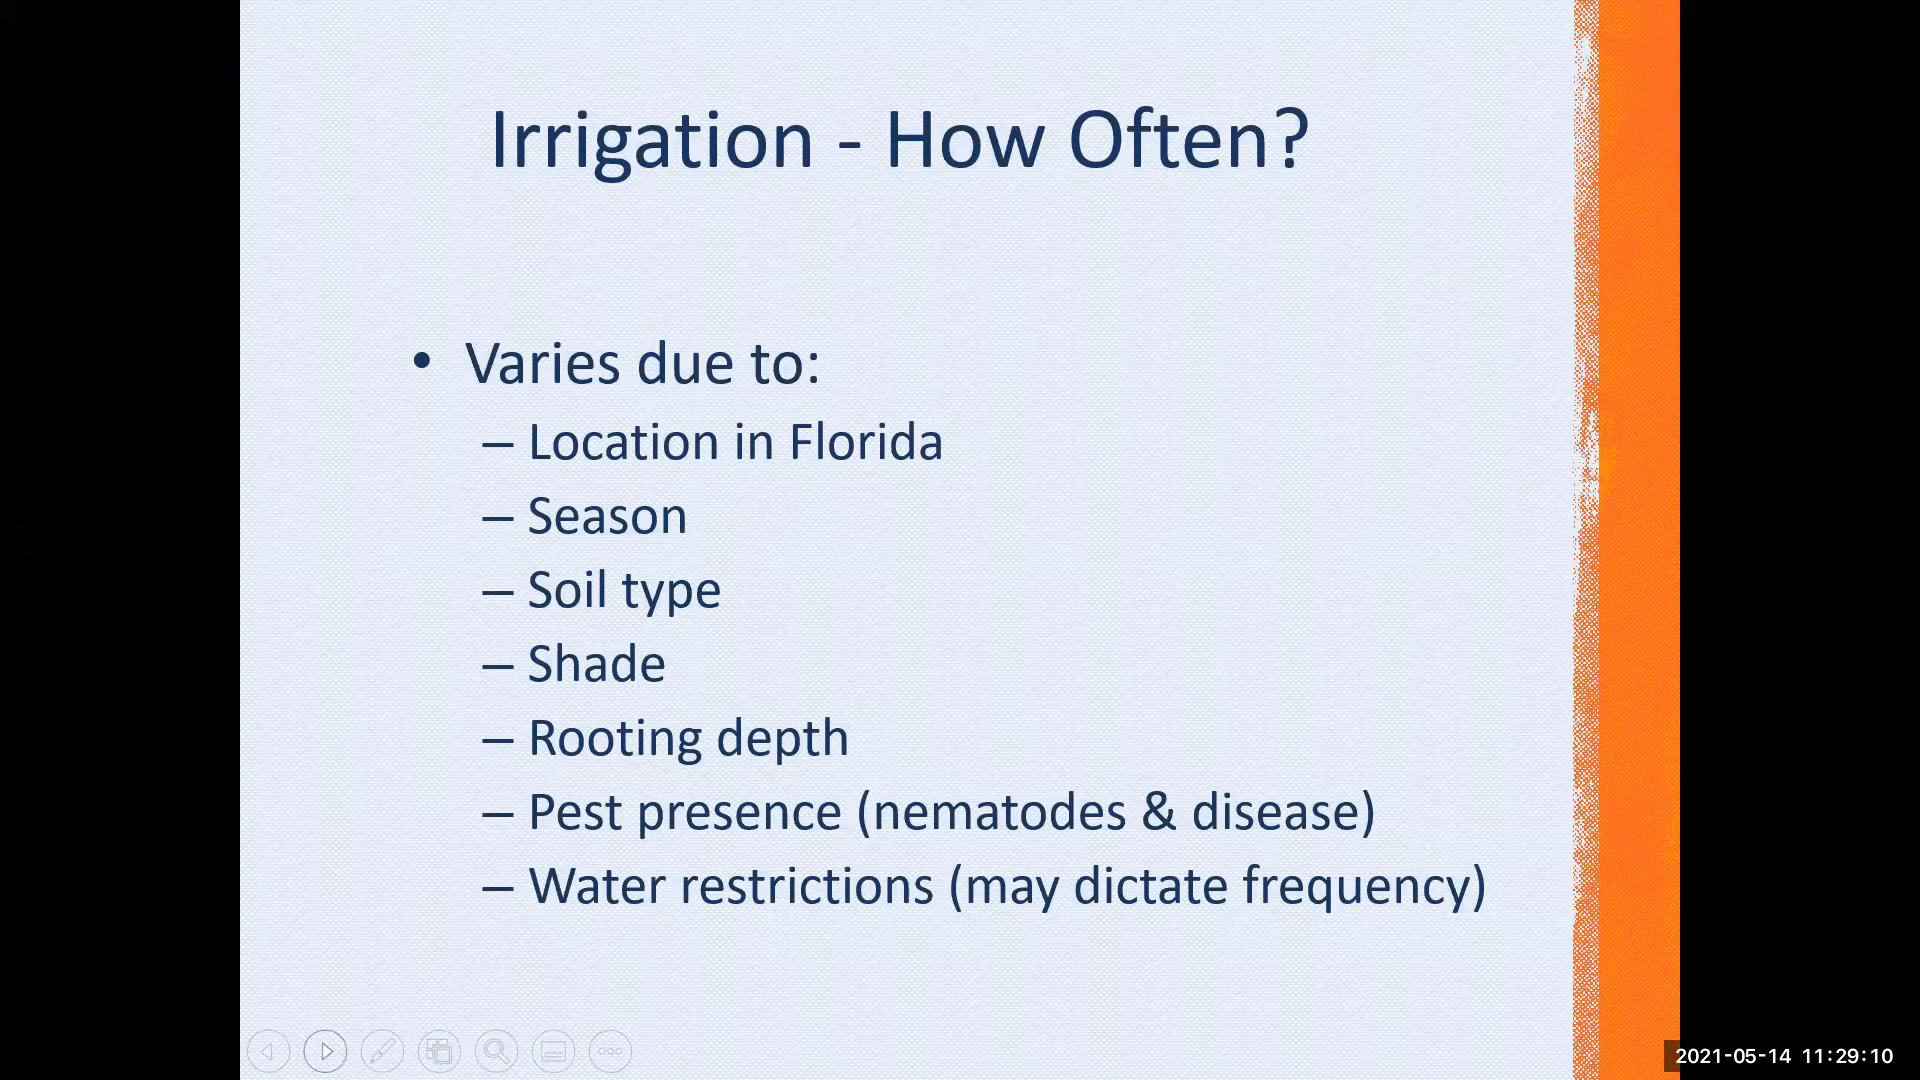 Irrigation - How Often?
• Varies due to:
– Location in Florida
– Season
– Soil type
– Shade
– Rooting depth
– Pest presence (nematodes & disease)
– Water restrictions (may dictate frequency)
2021-05-14 11:29:10